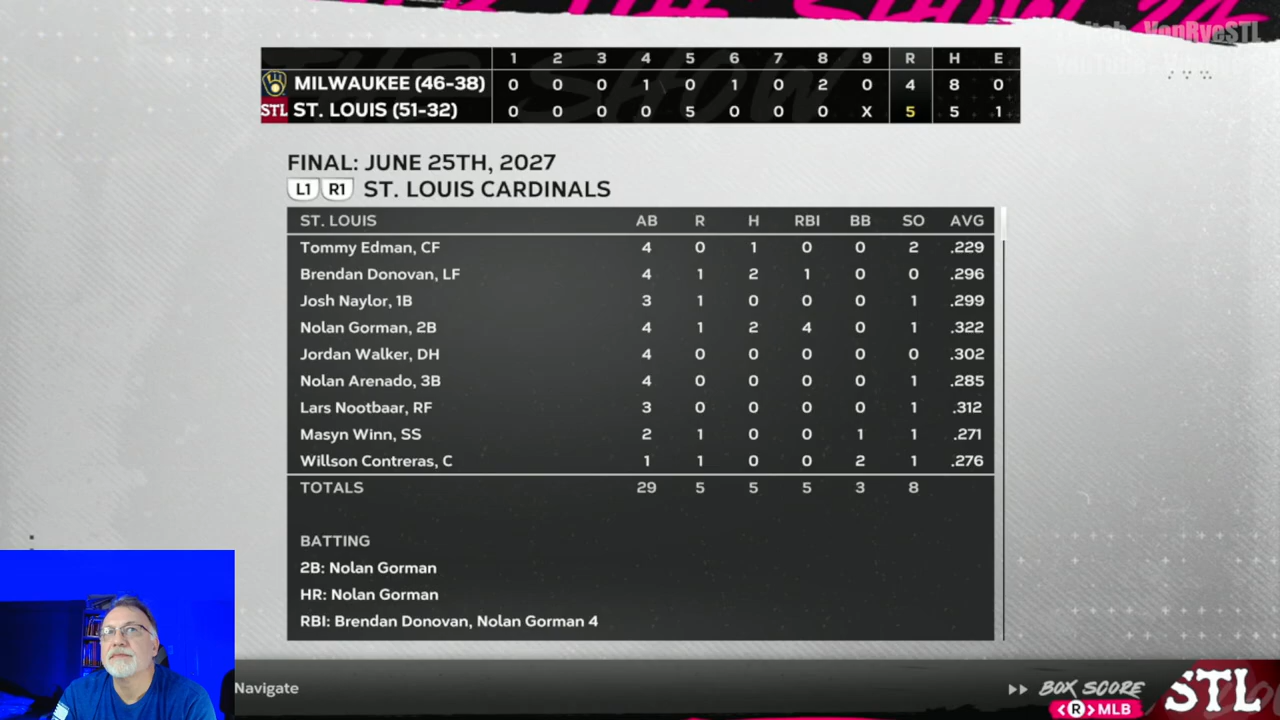 THE SHOW 24
Twitch VonRyeSTL
1 2 3 4 5 6 7 8 9 R H E
MILWAUKEE (46-38) 0 0 0 1 0 1 0 2 0 4 8 0
STL ST. LOUIS (51-32) 0 0 0 0 5 0 0 0 X 5 5 1
FINAL: JUNE 25TH, 2027
L1 R1 ST. LOUIS CARDINALS
ST. LOUIS AB R H RBI BB SO AVG
Tommy Edman, CF 4 0 1 0 0 2 .229
Brendan Donovan, LF 4 1 2 1 0 0 .296
Josh Naylor, 1B 3 1 0 0 0 1 .299
Nolan Gorman, 2B 4 1 2 4 0 1 .322
Jordan Walker, DH 4 0 0 0 0 0 .302
Nolan Arenado, 3B 4 0 0 0 0 1 .285
Lars Nootbaar, RF 3 0 0 0 0 1 .312
Masyn Winn, SS 2 1 0 0 1 1 .271
Willson Contreras, C 1 1 0 0 2 1 .276
TOTALS 29 5 5 5 3 8
BATTING
2B: Nolan Gorman
HR: Nolan Gorman
RBI: Brendan Donovan, Nolan Gorman 4
Navigate
BOX SCORE
<R> MLB
STL